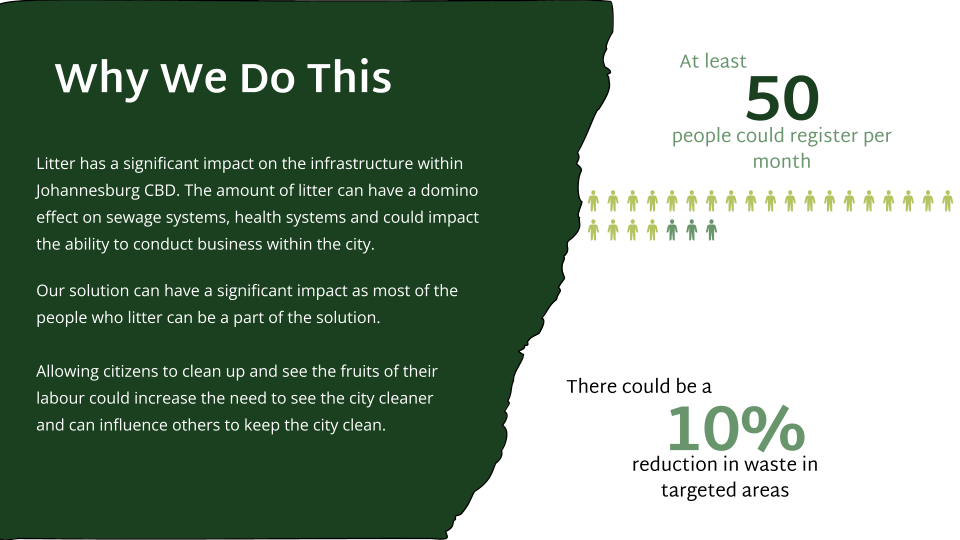 Why We Do This
Litter has a significant impact on the infrastructure within
Johannesburg CBD. The amount of litter can have a domino
effect on sewage systems, health systems and could impact
the ability to conduct business within the city.
Our solution can have a significant impact as most of the
people who litter can be a part of the solution.
Allowing citizens to clean up and see the fruits of their
labour could increase the need to see the city cleaner
and can influence others to keep the city clean.
At least
50
people could register per
month
There could be a
10%
reduction in waste in
targeted areas